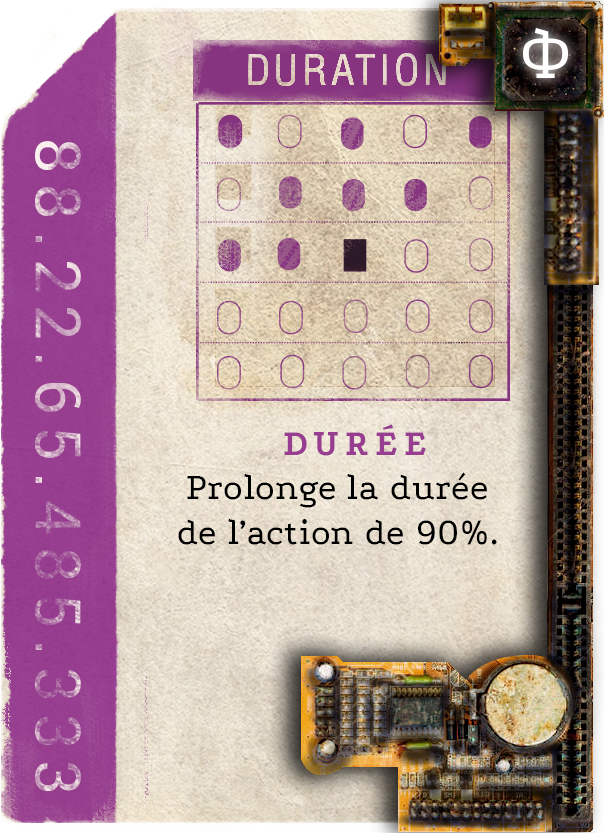 DURATION
Ф
88.22.65.485.333
DURÉE
Prolonge la durée
de l’action de 90%.